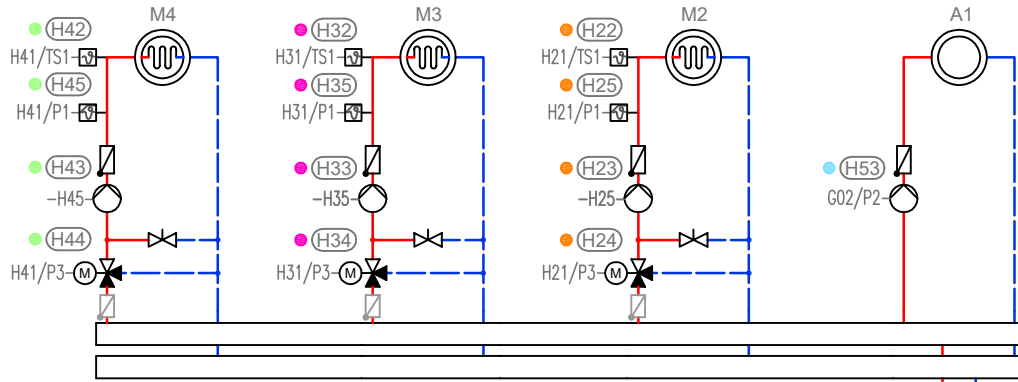 M4
M3
M2
A1
H42
H32
H22
H41/TS1
H31/TS1
H21/TS1
H45
H35
H25
H41/P1
H31/P1
H21/P1
H43
H33
H23
H53
-H45-
-H35-
-H25-
G02/P2-
H44
H34
H24
H41/P3
M
H31/P3
M
H21/P3
M